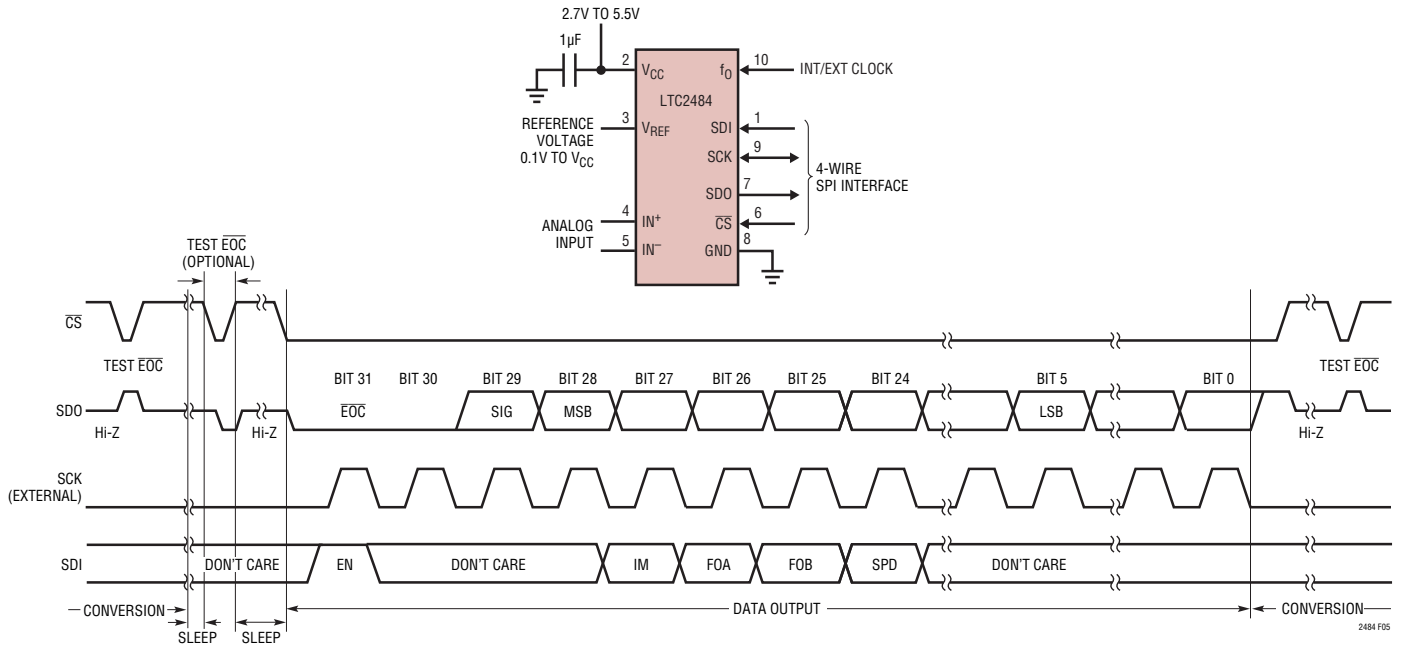 2.7V TO 5.5V
1µF
2
VCC
fO
10
INT/EXT CLOCK
LTC2484
REFERENCE
VOLTAGE
0.1V TO VCC
3
VREF
SDI
1
SCK
9
SDO
7
4-WIRE
SPI INTERFACE
ANALOG
INPUT
4
IN+
5
IN–
CS
6
GND
8
TEST EOC
(OPTIONAL)
CS
TEST EOC
TEST EOC
BIT 31
BIT 30
BIT 29
BIT 28
BIT 27
BIT 26
BIT 25
BIT 24
BIT 5
BIT 0
SDO
EOC
SIG
MSB
LSB
Hi-Z
Hi-Z
Hi-Z
SCK
(EXTERNAL)
SDI
DON'T CARE
EN
DON'T CARE
IM
FOA
FOB
SPD
DON'T CARE
CONVERSION
DATA OUTPUT
CONVERSION
SLEEP
SLEEP
2484 F05